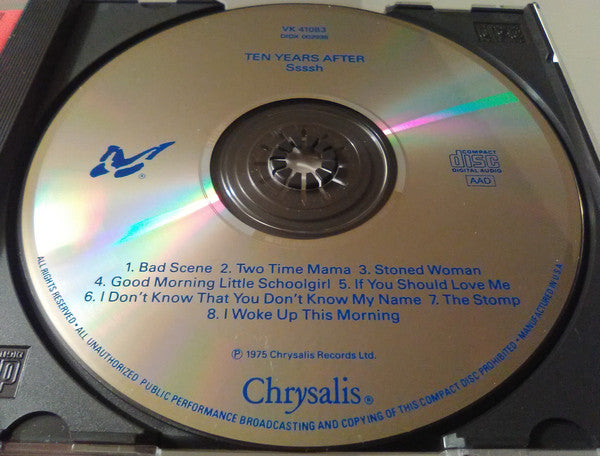 VK 41083
DIDX 002936
TEN YEARS AFTER
Ssssh
®
COMPACT
disc
DIGITAL AUDIO
AAD
1. Bad Scene 2. Two Time Mama 3. Stoned Woman
4. Good Morning Little Schoolgirl 5. If You Should Love Me
6. I Don't Know That You Don't Know My Name 7. The Stomp
8. I Woke Up This Morning
℗ 1975 Chrysalis Records Ltd.
Chrysalis®
ALL RIGHTS RESERVED • ALL UNAUTHORIZED PUBLIC PERFORMANCE BROADCASTING AND COPYING OF THIS COMPACT DISC PROHIBITED • MANUFACTURED IN U.S.A.